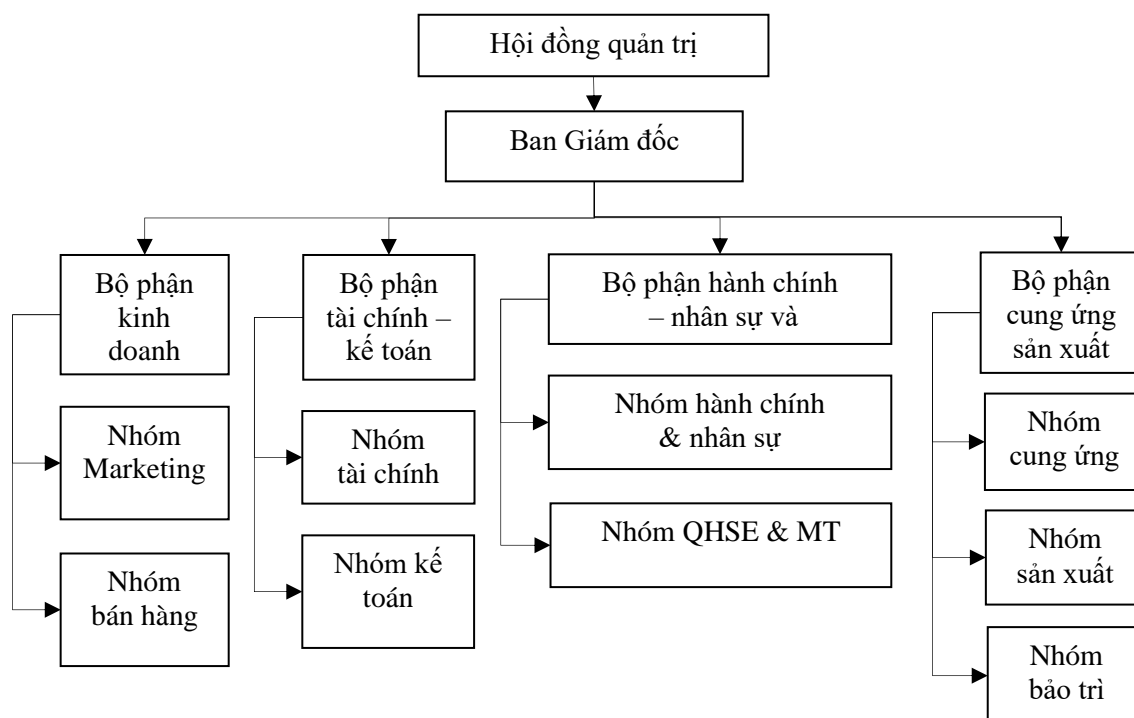 Hội đồng quản trị
Ban Giám đốc
Bộ phận
kinh
doanh
Bộ phận
tài chính –
kế toán
Bộ phận hành chính
– nhân sự và
Bộ phận
cung ứng
sản xuất
Nhóm
Marketing
Nhóm
tài chính
Nhóm hành chính
& nhân sự
Nhóm
cung ứng
Nhóm
bán hàng
Nhóm kế
toán
Nhóm QHSE & MT
Nhóm
sản xuất
Nhóm
bảo trì